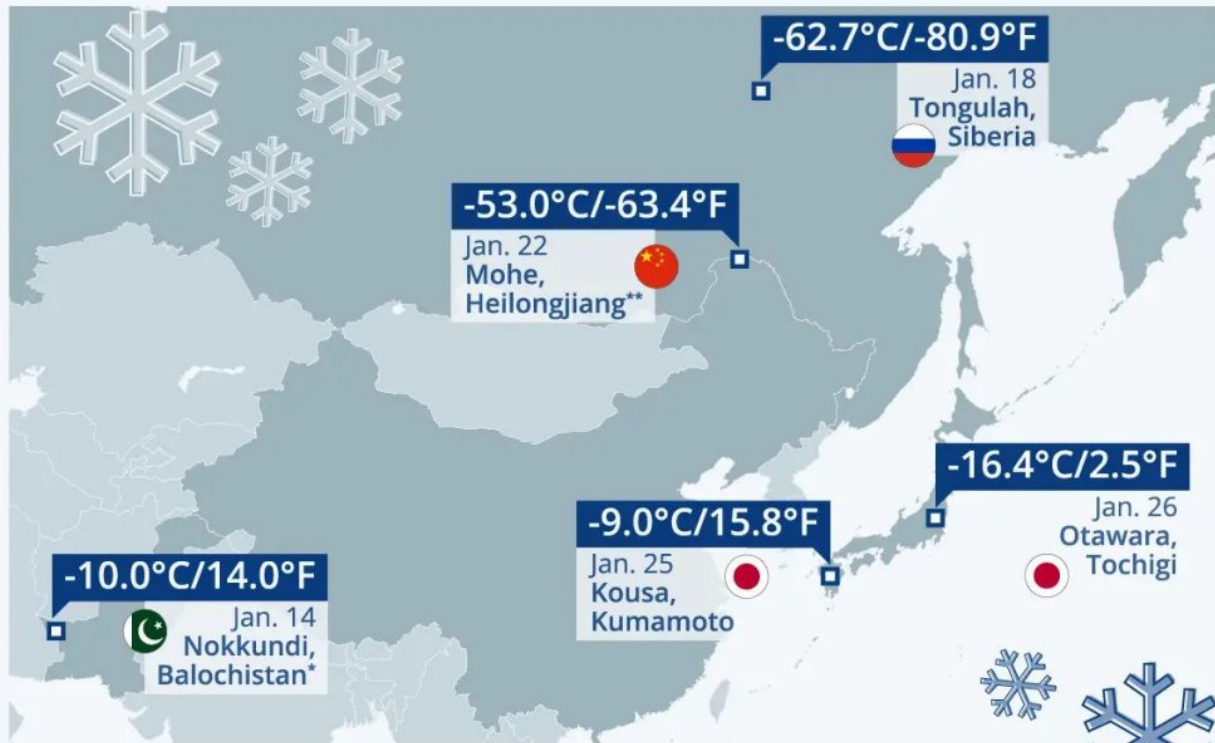 -62.7°C/-80.9°F
Jan. 18
Tongulah,
Siberia
-53.0°C/-63.4°F
Jan. 22
Mohe,
Heilongjiang**
-16.4°C/2.5°F
Jan. 26
Otawara,
Tochigi
-9.0°C/15.8°F
Jan. 25
Kousa,
Kumamoto
-10.0°C/14.0°F
Jan. 14
Nokkundi,
Balochistan*